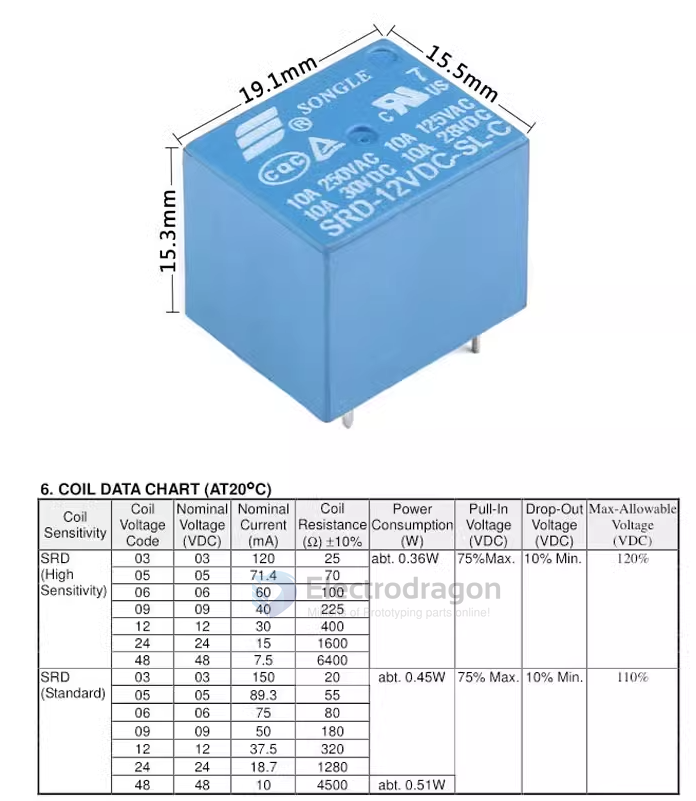 19.1mm
15.5mm
15.3mm
SONGLE
®
C UR US
7
CQC
10A 250VAC 10A 125VAC
10A 30VDC 10A 28VDC
SRD-12VDC-SL-C
6. COIL DATA CHART (AT20°C)
Coil Sensitivity Coil Voltage Code Nominal Voltage (VDC) Nominal Current (mA) Coil Resistance (Ω) ±10% Power Consumption (W) Pull-In Voltage (VDC) Drop-Out Voltage (VDC) Max-Allowable Voltage (VDC)
SRD (High Sensitivity) 03 03 120 25 abt. 0.36W 75%Max. 10% Min. 120%
05 05 71.4 70
06 06 60 100
09 09 40 225
12 12 30 400
24 24 15 1600
48 48 7.5 6400
SRD (Standard) 03 03 150 20 abt. 0.45W 75% Max. 10% Min. 110%
05 05 89.3 55
06 06 75 80
09 09 50 180
12 12 37.5 320
24 24 18.7 1280
48 48 10 4500 abt. 0.51W
Electrodragon
of Prototyping parts online!